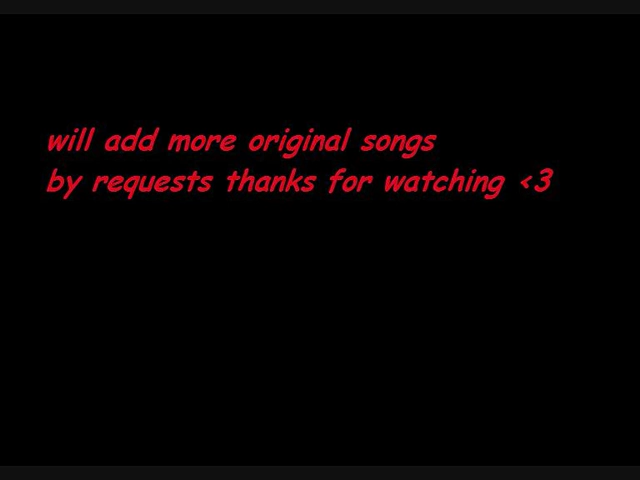 will add more original songs
by requests thanks for watching <3